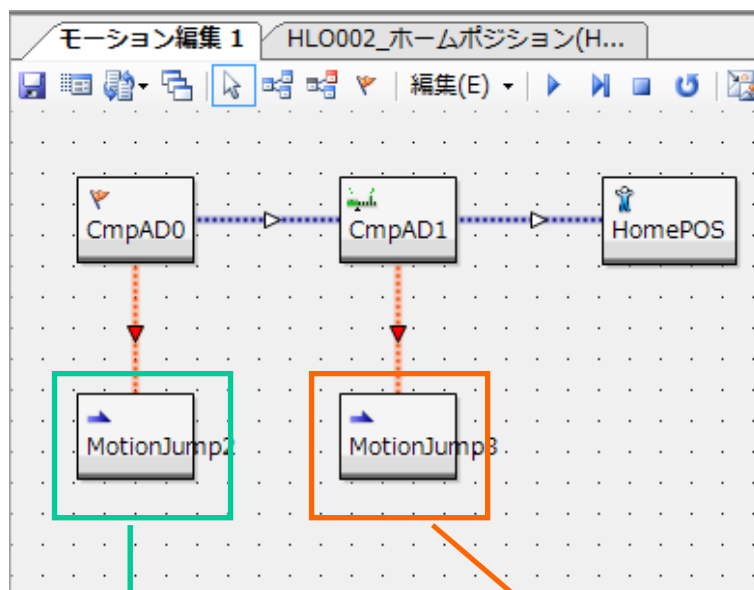 モーション編集 1
HLO002_ホームポジション(H...
編集(E)
CmpAD0
CmpAD1
HomePOS
MotionJump2
MotionJump3